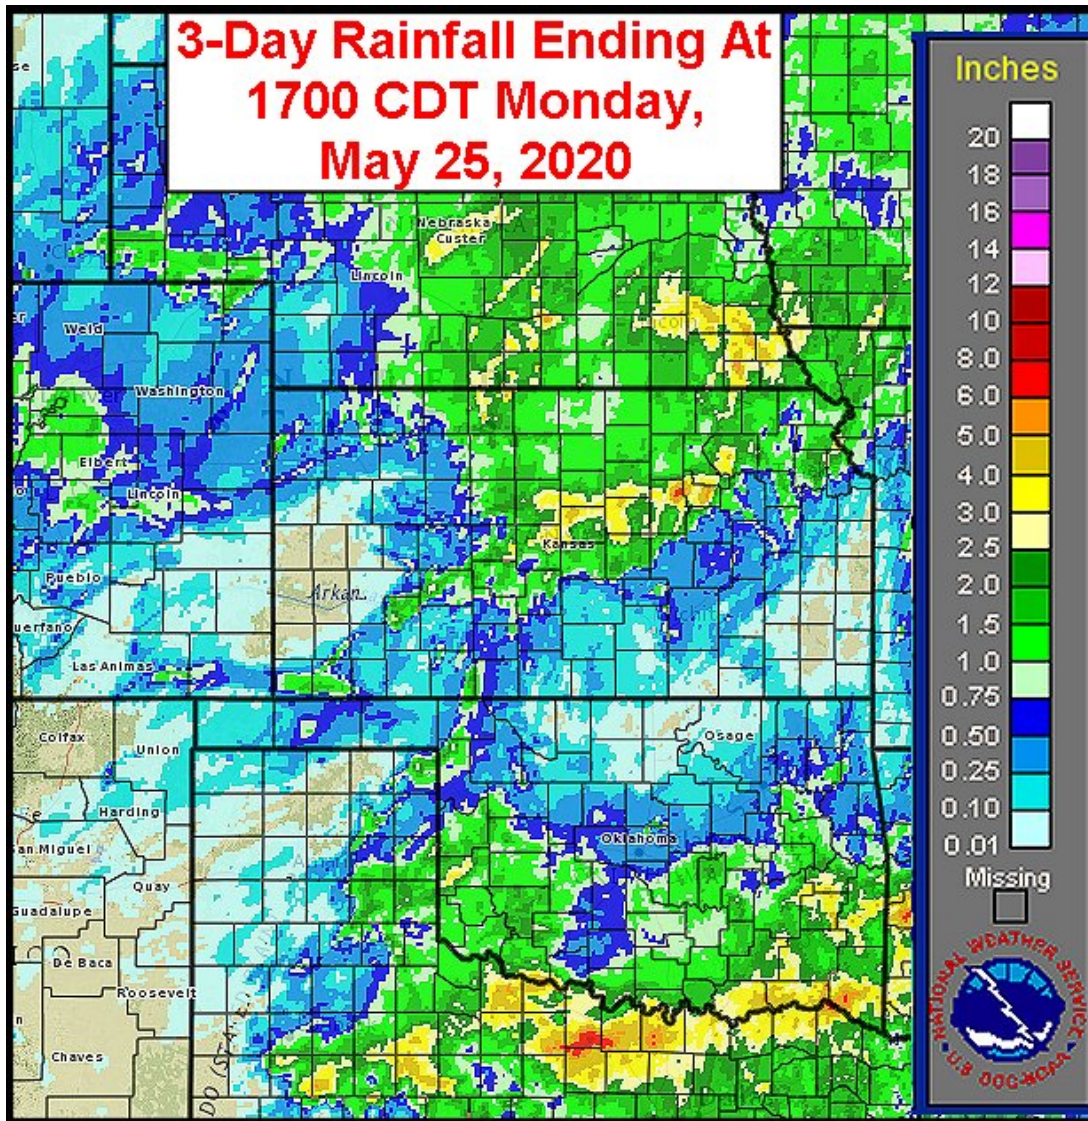 3-Day Rainfall Ending At
1700 CDT Monday,
May 25, 2020
Inches
20
18
16
14
12
10
8.0
6.0
5.0
4.0
3.0
2.5
2.0
1.5
1.0
0.75
0.50
0.25
0.10
0.01
Missing
NATIONAL WEATHER SERVICE
U.S DOC-NOAA
Nebraska
Custer
Lincoln
Weld
Washington
Elbert
Lincoln
Kansas
Pueblo
Arkan
Las Animas
Colfax
Union
Osage
Harding
Oklahoma
San Miguel
Quay
Guadalupe
De Baca
Roosevelt
Chaves